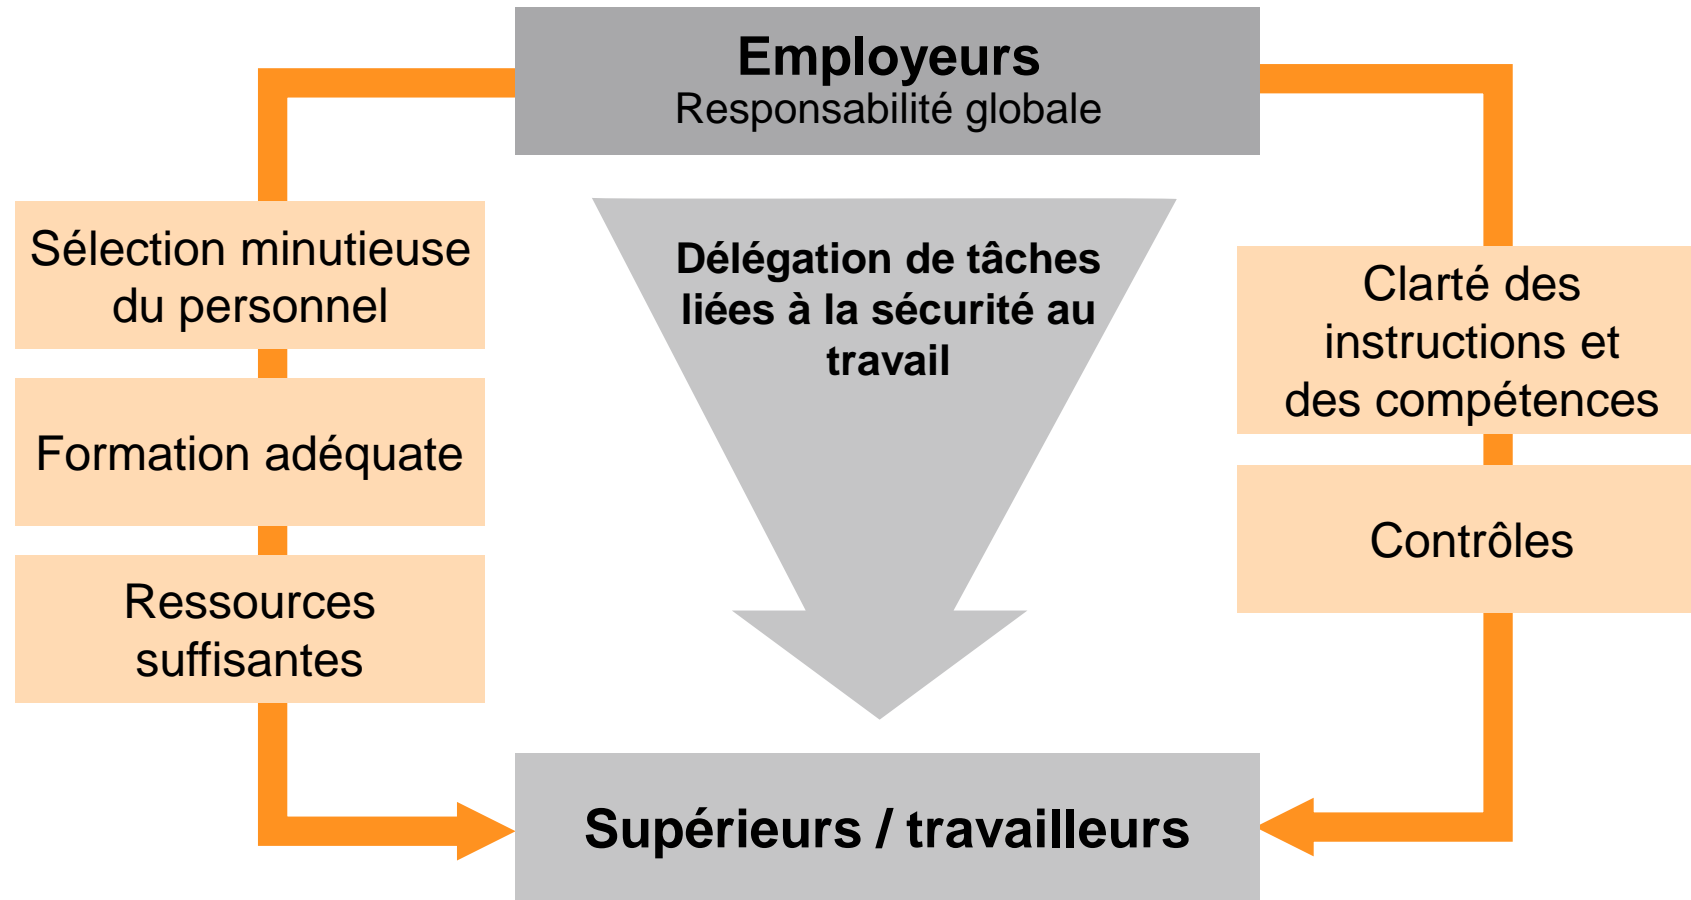 Employeurs
Responsabilité globale
Sélection minutieuse
du personnel
Formation adéquate
Ressources
suffisantes
Délégation de tâches
liées à la sécurité au
travail
Clarté des
instructions et
des compétences
Contrôles
Supérieurs / travailleurs